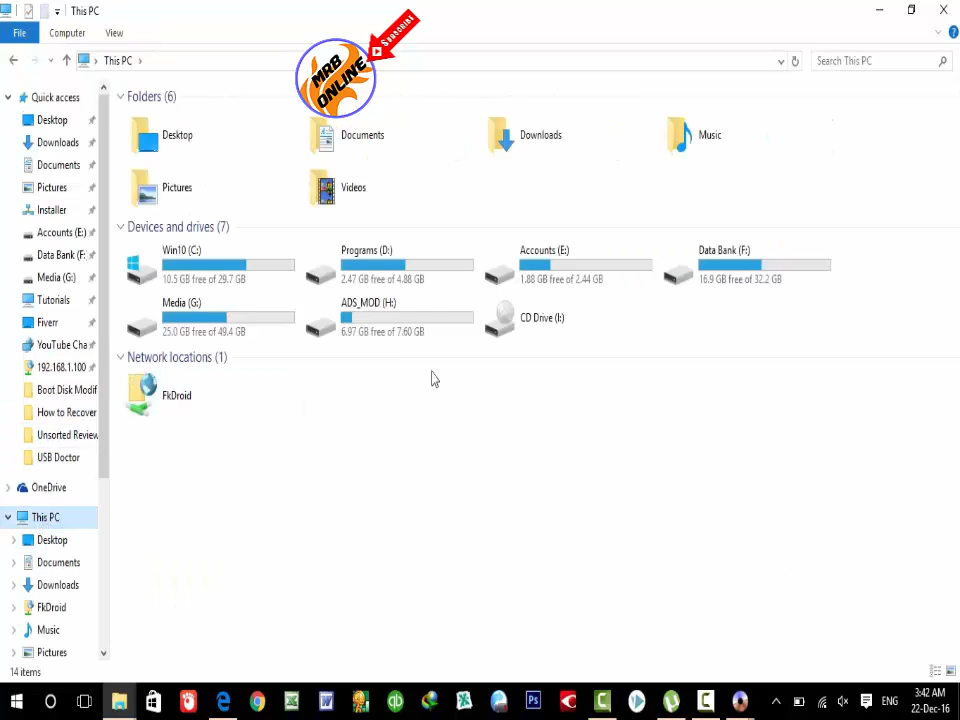 This PC
File
Computer
View
Subscribe
MRB
ONLINE
This PC
Search This PC
Quick access
Desktop
Downloads
Documents
Pictures
Installer
Accounts (E:)
Data Bank (F:
Media (G:)
Tutorials
Fiverr
YouTube Cha
192.168.1.100
Boot Disk Modif
How to Recover
Unsorted Review
USB Doctor
OneDrive
This PC
Desktop
Documents
Downloads
FkDroid
Music
Pictures
Folders (6)
Desktop
Documents
Downloads
Music
Pictures
Videos
Devices and drives (7)
Win10 (C:)
10.5 GB free of 29.7 GB
Programs (D:)
2.47 GB free of 4.88 GB
Accounts (E:)
1.88 GB free of 2.44 GB
Data Bank (F:)
16.9 GB free of 32.2 GB
Media (G:)
25.0 GB free of 49.4 GB
ADS_MOD (H:)
6.97 GB free of 7.60 GB
CD Drive (I:)
Network locations (1)
FkDroid
14 items
Ps
ENG
3:42 AM
22-Dec-16